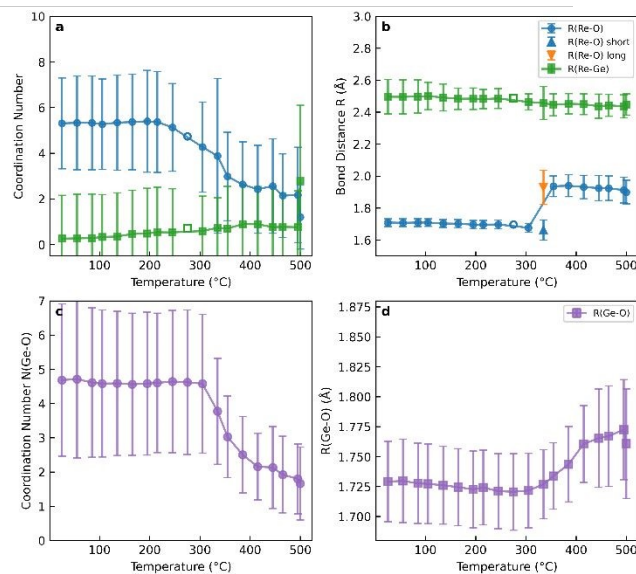 a
Coordination Number
10
8
6
4
2
0
100
200
300
400
500
Temperature (°C)
b
Bond Distance R (Å)
2.8
2.6
2.4
2.2
2.0
1.8
1.6
R(Re-O)
R(Re-O) short
R(Re-O) long
R(Re-Ge)
100
200
300
400
500
Temperature (°C)
c
Coordination Number N(Ge-O)
7
6
5
4
3
2
1
0
100
200
300
400
500
Temperature (°C)
d
R(Ge-O) (Å)
1.875
1.850
1.825
1.800
1.775
1.750
1.725
1.700
R(Ge-O)
100
200
300
400
500
Temperature (°C)